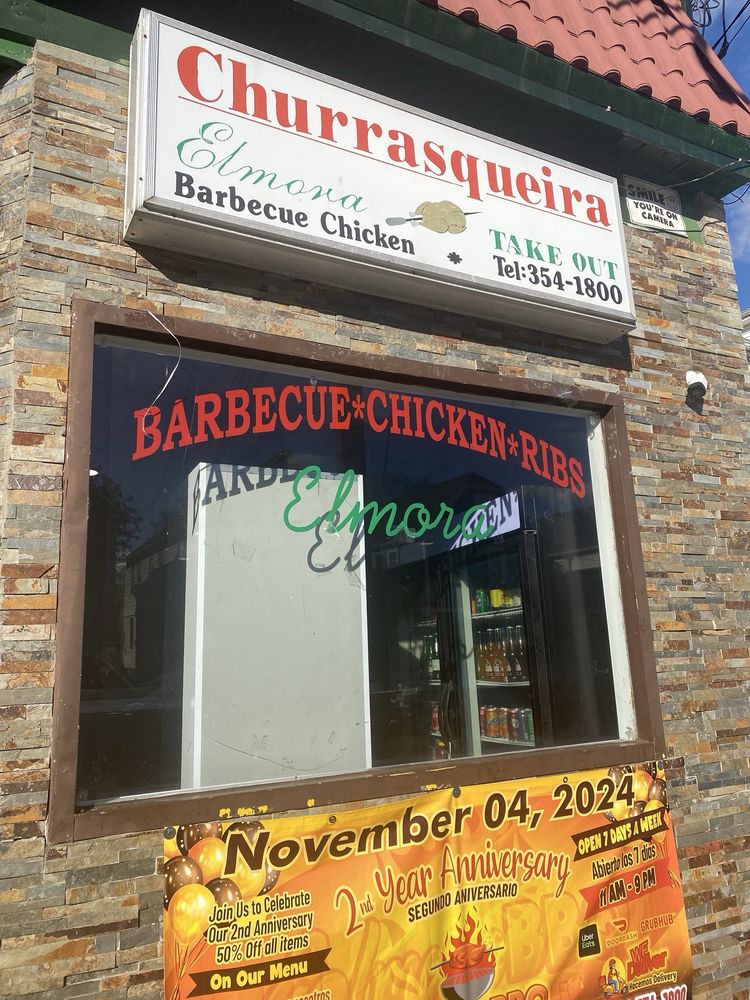 Churrasqueira
Elmora
Barbecue Chicken
TAKE OUT
Tel:354-1800
SMILE
YOU'RE ON
CAMERA
BARBECUE*CHICKEN*RIBS
Elmora
November 04, 2024
2nd Year Anniversary
SEGUNDO ANIVERSARIO
Join Us to Celebrate
Our 2nd Anniversary
50% Off all items
On Our Menu
OPEN 7 DAYS A WEEK
Abierto los 7 dias
11 AM - 9 PM
Uber
Eats
DOORDASH
GRUBHUB
WE
Deliver
Hacemos Delivery